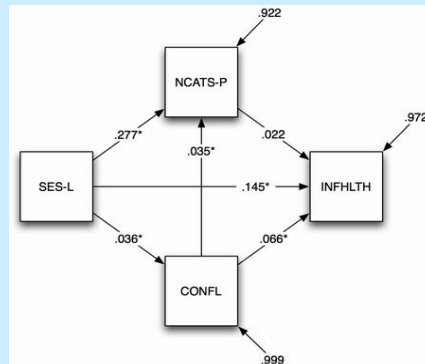 .922
NCATS-P
.972
.277*
.022
.035*
SES-L
.145*
INFHLTH
.036*
.066*
CONFL
.999